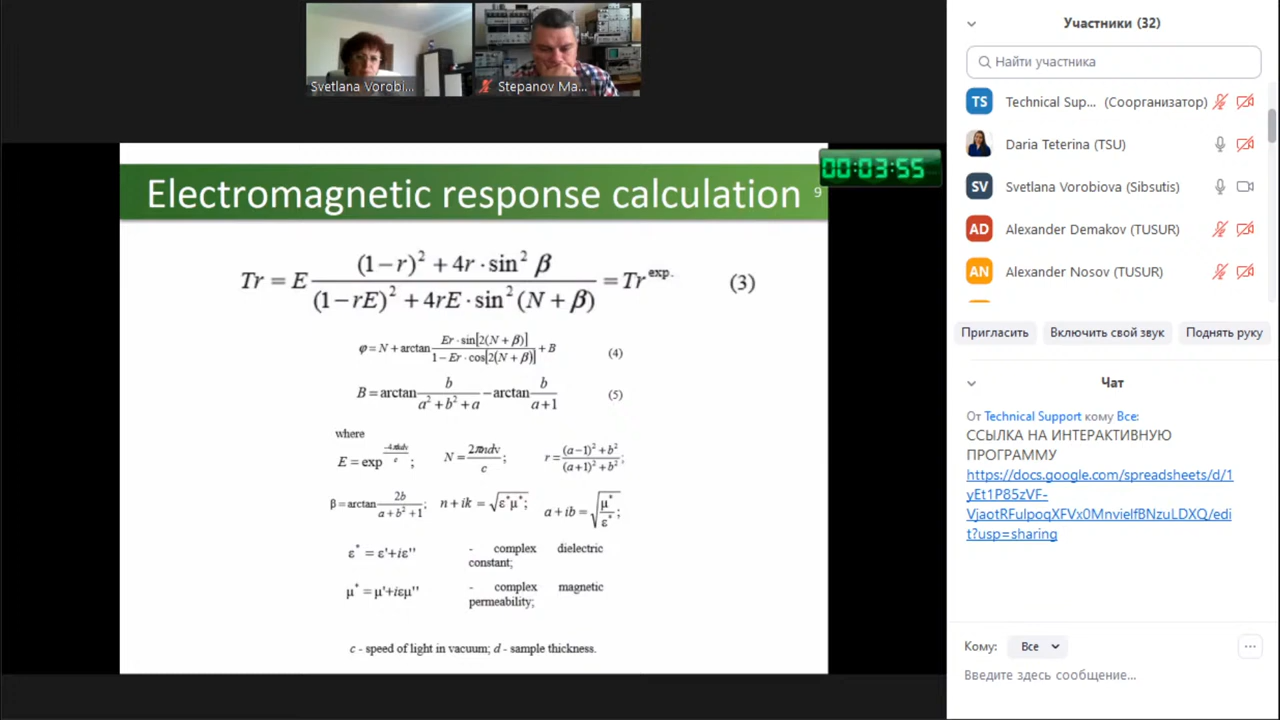 Svetlana Vorobi...
Stepanov Ma...
00:03:55
Electromagnetic response calculation
9
Tr = E ((1−r)² + 4r·sin² β) / ((1−rE)² + 4rE·sin² (N+β)) = Tr^exp. (3)
φ = N + arctan (Er·sin[2(N+β)]) / (1−Er·cos[2(N+β)]) + B (4)
B = arctan b / (a²+b²+a) − arctan b / (a+1) (5)
where
N = 2πndν / c; r = ((a−1)²+b²) / ((a+1)²+b²);
β = arctan 2b / (a+b²+1); n + ik = √(ε*μ*); a + ib = √(μ*/ε*);
ε* = ε'+iε'' - complex dielectric
constant;
μ* = μ'+iεμ'' - complex magnetic
permeability;
c - speed of light in vacuum; d - sample thickness.
Участники (32)
Найти участника
TS Technical Sup... (Соорганизатор)
Daria Teterina (TSU)
SV Svetlana Vorobiova (Sibsutis)
AD Alexander Demakov (TUSUR)
AN Alexander Nosov (TUSUR)
Пригласить Включить свой звук Поднять руку
Чат
От Technical Support кому Все:
ССЫЛКА НА ИНТЕРАКТИВНУЮ
ПРОГРАММУ
https://docs.google.com/spreadsheets/d/1
yEt1P85zVF-
VjaotRFulpoqXFVx0MnvielfBNzuLDXQ/edi
t?usp=sharing
Кому: Все
Введите здесь сообщение...